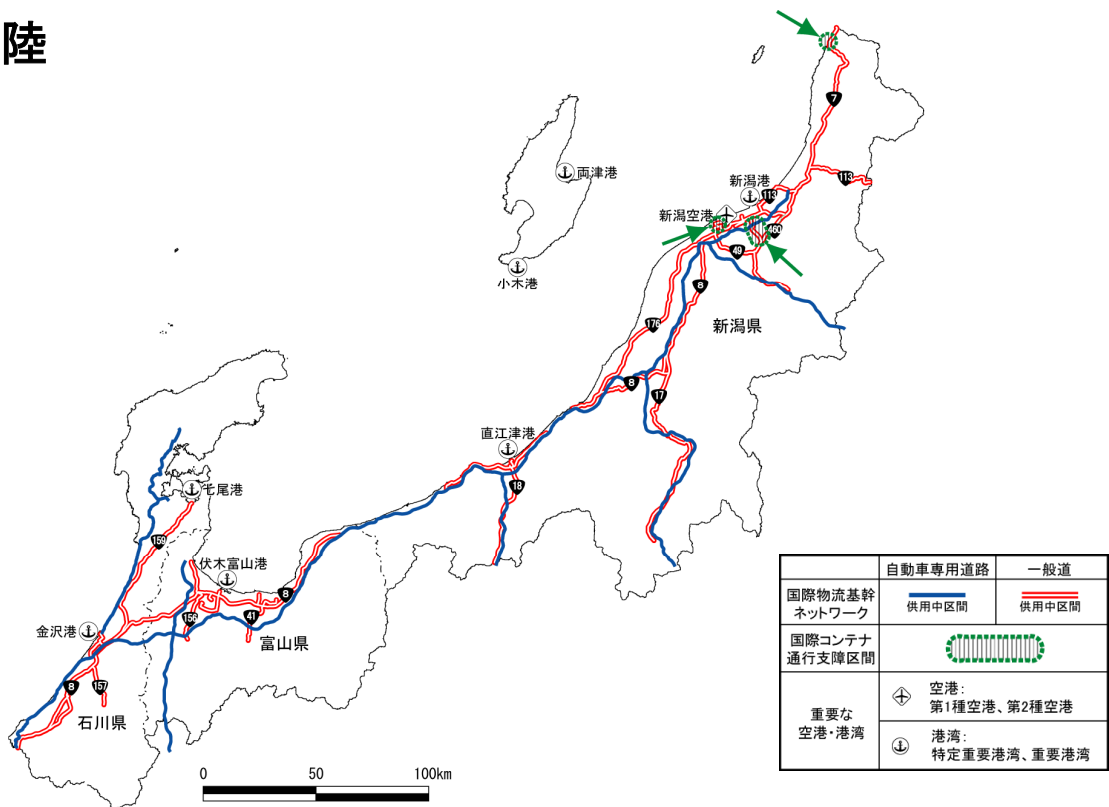 陸
7
113
新潟港
113
両津港
新潟空港
460
49
小木港
8
新潟県
176
8
17
直江津港
18
七尾港
159
伏木富山港
8
156
41
富山県
金沢港
8
157
石川県
0 50 100km
自動車専用道路 一般道
国際物流基幹
ネットワーク
供用中区間 供用中区間
国際コンテナ
通行支障区間
重要な
空港・港湾
空港:
第1種空港、第2種空港
港湾:
特定重要港湾、重要港湾